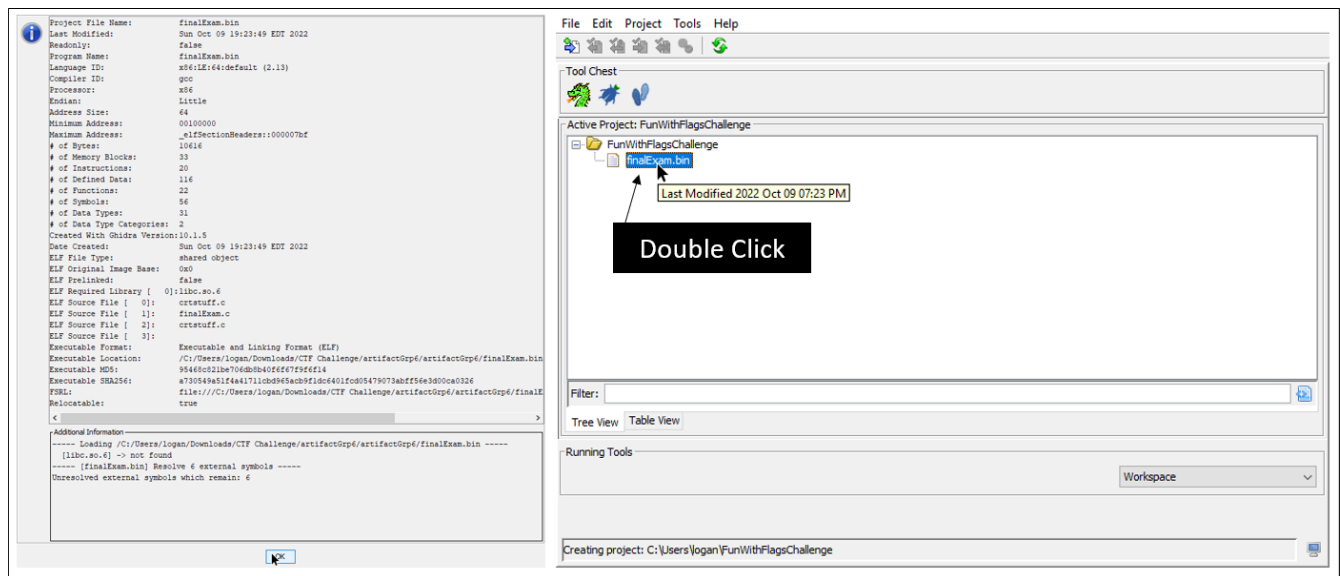 Project File Name: finalExam.bin
Last Modified: Sun Oct 09 19:23:49 EDT 2022
Readonly: false
Program Name: finalExam.bin
Language ID: x86:LE:64:default (2.13)
Compiler ID: gcc
Processor: x86
Endian: Little
Address Size: 64
Minimum Address: 00100000
Maximum Address: _elfSectionHeaders::000007bf
# of Bytes: 10616
# of Memory Blocks: 33
# of Instructions: 20
# of Defined Data: 116
# of Functions: 22
# of Symbols: 56
# of Data Types: 31
# of Data Type Categories: 2
Created With Ghidra Version:10.1.5
Date Created: Sun Oct 09 19:23:49 EDT 2022
ELF File Type: shared object
ELF Original Image Base: 0x0
ELF Prelinked: false
ELF Required Library [ 0]:libc.so.6
ELF Source File [ 0]: crtstuff.c
ELF Source File [ 1]: finalExam.c
ELF Source File [ 2]: crtstuff.c
ELF Source File [ 3]:
Executable Format: Executable and Linking Format (ELF)
Executable Location: /C:/Users/logan/Downloads/CTF Challenge/artifactGrp6/artifactGrp6/finalExam.bin
Executable MD5: 95468c821be706db8b40f6f67f9f6f14
Executable SHA256: a730549a51f4a41711cbd965acb9f1dc6401fcd05479073abff56e3d00ca0326
FSRL: file:///C:/Users/logan/Downloads/CTF Challenge/artifactGrp6/artifactGrp6/finalE
Relocatable: true
Additional Information
----- Loading /C:/Users/logan/Downloads/CTF Challenge/artifactGrp6/artifactGrp6/finalExam.bin -----
[libc.so.6] -> not found
----- [finalExam.bin] Resolve 6 external symbols -----
Unresolved external symbols which remain: 6
OK
File Edit Project Tools Help
Tool Chest
Active Project: FunWithFlagsChallenge
FunWithFlagsChallenge
finalExam.bin
Last Modified 2022 Oct 09 07:23 PM
Double Click
Filter:
Tree View Table View
Running Tools
Workspace
Creating project: C:\Users\logan\FunWithFlagsChallenge